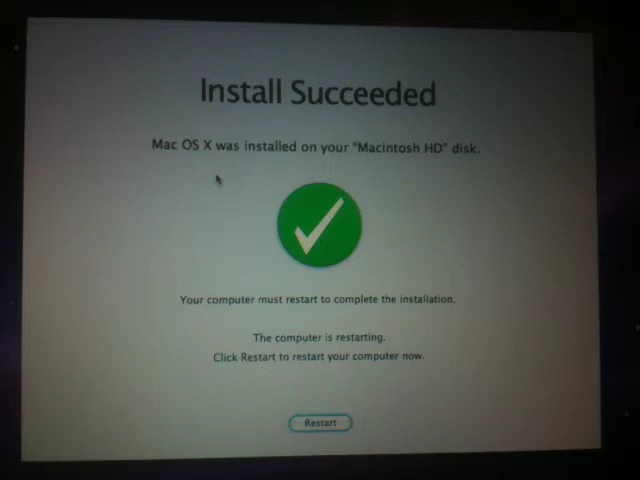 Install Succeeded
Mac OS X was installed on your "Macintosh HD" disk.
Your computer must restart to complete the installation.
The computer is restarting.
Click Restart to restart your computer now.
Restart